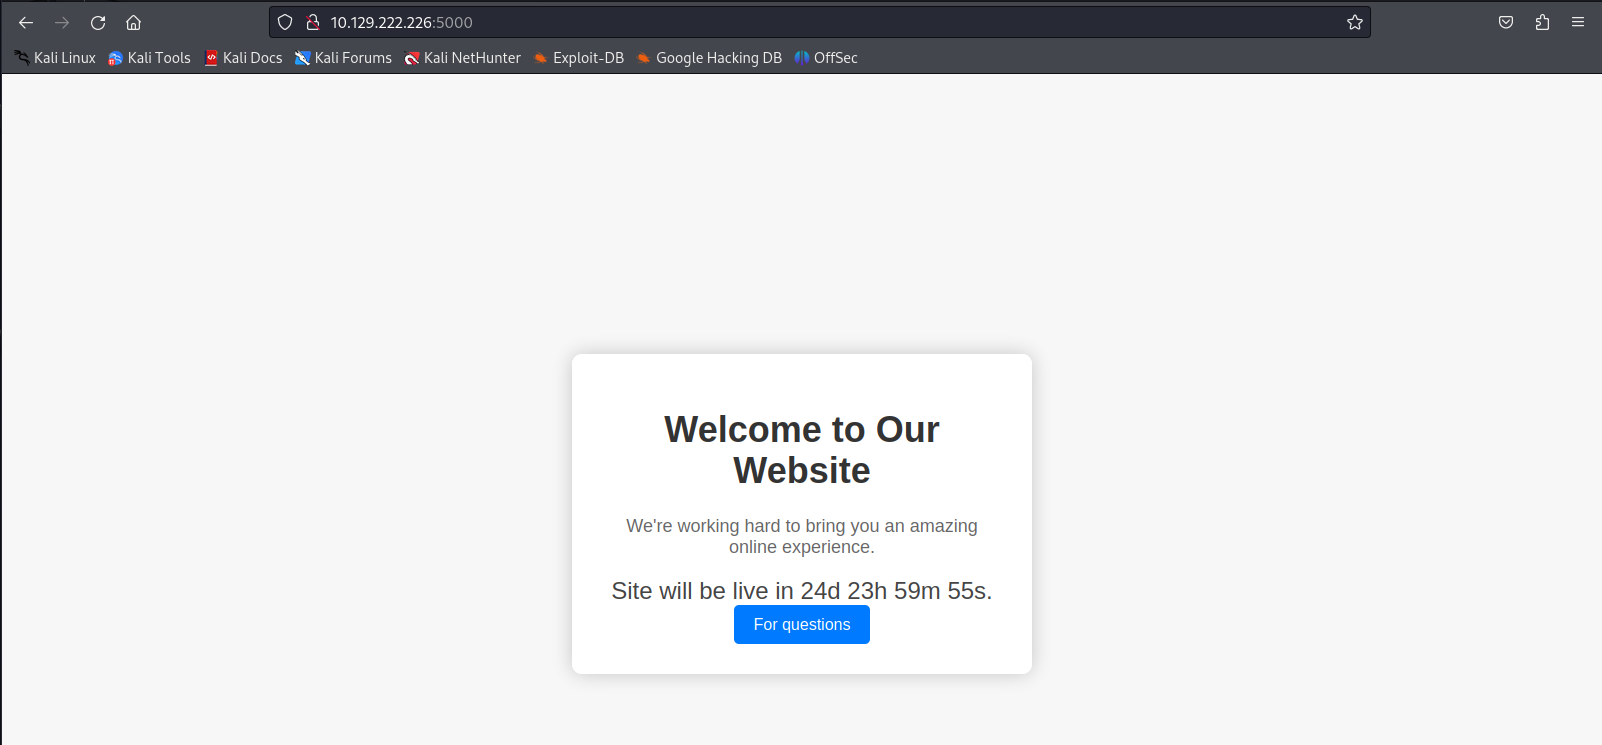 10.129.222.226:5000
Kali Linux Kali Tools Kali Docs Kali Forums Kali NetHunter Exploit-DB Google Hacking DB OffSec
Welcome to Our
Website
We're working hard to bring you an amazing
online experience.
Site will be live in 24d 23h 59m 55s.
For questions